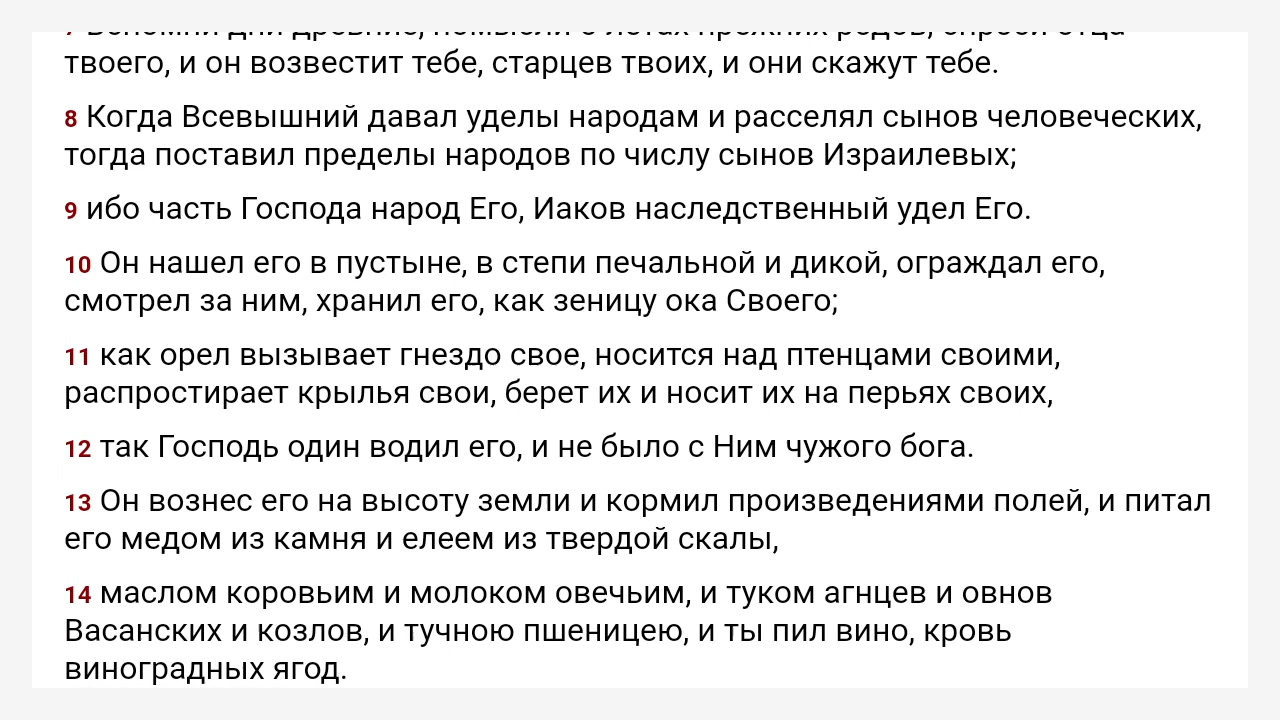 твоего, и он возвестит тебе, старцев твоих, и они скажут тебе.
8 Когда Всевышний давал уделы народам и расселял сынов человеческих,
тогда поставил пределы народов по числу сынов Израилевых;
9 ибо часть Господа народ Его, Иаков наследственный удел Его.
10 Он нашел его в пустыне, в степи печальной и дикой, ограждал его,
смотрел за ним, хранил его, как зеницу ока Своего;
11 как орел вызывает гнездо свое, носится над птенцами своими,
распростирает крылья свои, берет их и носит их на перьях своих,
12 так Господь один водил его, и не было с Ним чужого бога.
13 Он вознес его на высоту земли и кормил произведениями полей, и питал
его медом из камня и елеем из твердой скалы,
14 маслом коровьим и молоком овечьим, и туком агнцев и овнов
Васанских и козлов, и тучною пшеницею, и ты пил вино, кровь
виноградных ягод.